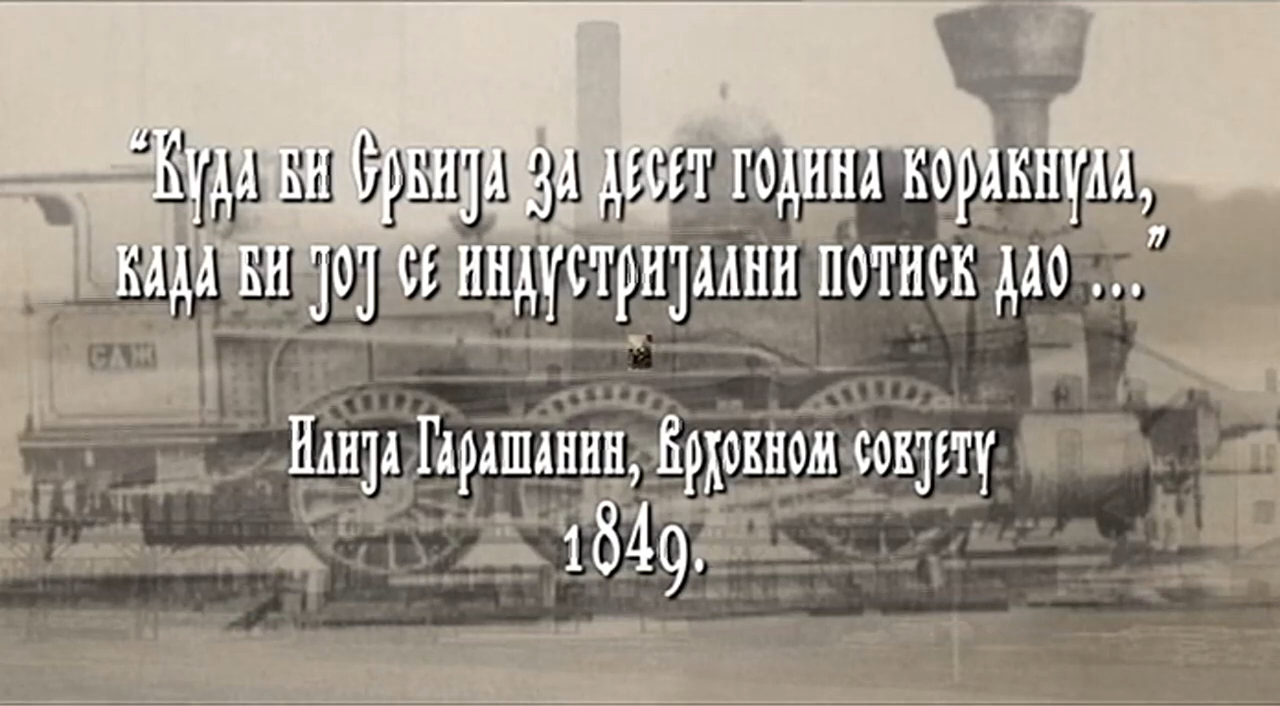 “Куда би Србија за десет година коракнула,
када би јој се индустријални потиск дао ...”
СДЖ
Илија Гарашанин, Врховном совјету
1849.